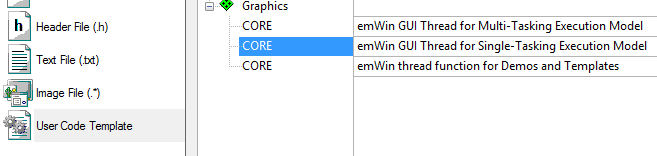 Header File (.h)
Text File (.txt)
Image File (.*)
User Code Template
Graphics
CORE emWin GUI Thread for Multi-Tasking Execution Model
CORE emWin GUI Thread for Single-Tasking Execution Model
CORE emWin thread function for Demos and Templates